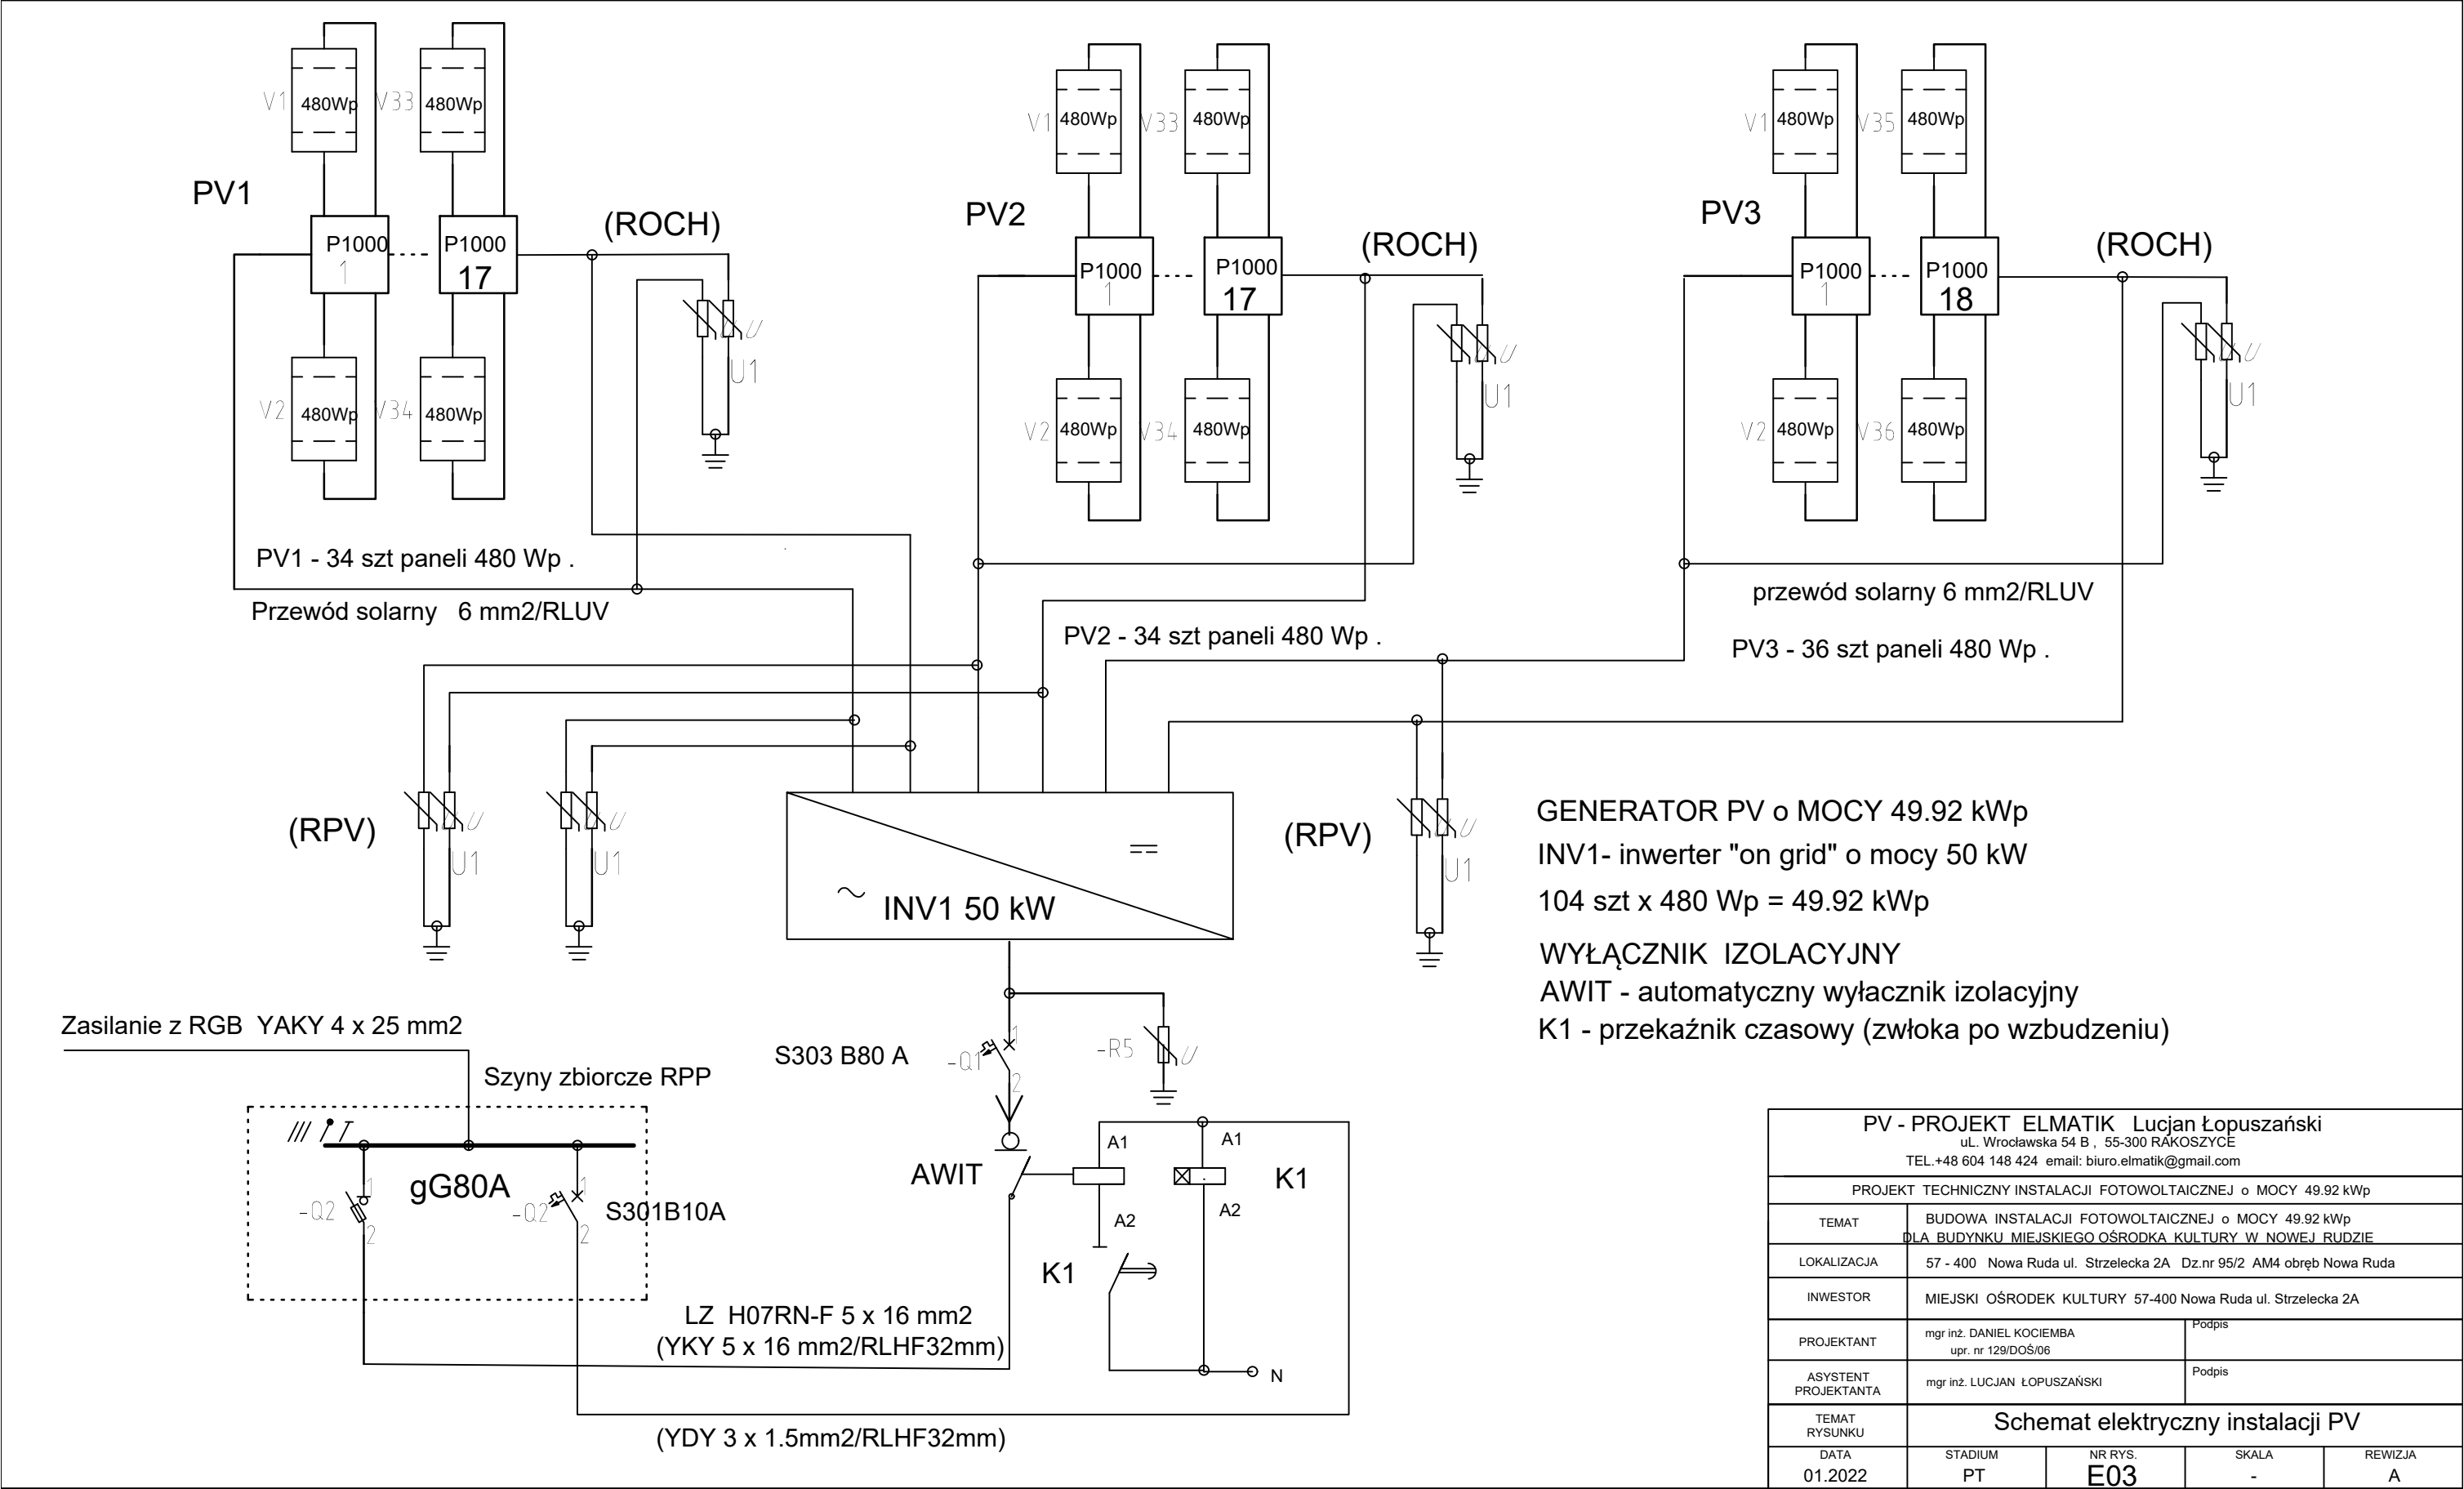 V1 480Wp V33 480Wp
PV1
P1000 1
P1000 17
(ROCH)
U U
U1
V2 480Wp V34 480Wp
PV1 - 34 szt paneli 480 Wp .
Przewód solarny 6 mm2/RLUV
V1 480Wp V33 480Wp
PV2
P1000 1
P1000 17
(ROCH)
U U
U1
V2 480Wp V34 480Wp
PV2 - 34 szt paneli 480 Wp .
V1 480Wp V35 480Wp
PV3
P1000 1
P1000 18
(ROCH)
U U
U1
V2 480Wp V36 480Wp
przewód solarny 6 mm2/RLUV
PV3 - 36 szt paneli 480 Wp .
(RPV)
U U
U1
U U
U1
INV1 50 kW
(RPV)
U U
U1
GENERATOR PV o MOCY 49.92 kWp
INV1- inwerter "on grid" o mocy 50 kW
104 szt x 480 Wp = 49.92 kWp
WYŁĄCZNIK IZOLACYJNY
AWIT - automatyczny wyłacznik izolacyjny
K1 - przekaźnik czasowy (zwłoka po wzbudzeniu)
Zasilanie z RGB YAKY 4 x 25 mm2
Szyny zbiorcze RPP
S303 B80 A
-Q1
1
2
-R5
U
gG80A
-Q2
1
2
-Q2
1
2
S301B10A
AWIT
A1
A2
A1
A2
K1
K1
N
LZ H07RN-F 5 x 16 mm2
(YKY 5 x 16 mm2/RLHF32mm)
(YDY 3 x 1.5mm2/RLHF32mm)
PV - PROJEKT ELMATIK Lucjan Łopuszański
uL. Wrocławska 54 B , 55-300 RAKOSZYCE
TEL.+48 604 148 424 email: biuro.elmatik@gmail.com
PROJEKT TECHNICZNY INSTALACJI FOTOWOLTAICZNEJ o MOCY 49.92 kWp
TEMAT
BUDOWA INSTALACJI FOTOWOLTAICZNEJ o MOCY 49.92 kWp
DLA BUDYNKU MIEJSKIEGO OŚRODKA KULTURY W NOWEJ RUDZIE
LOKALIZACJA
57 - 400 Nowa Ruda ul. Strzelecka 2A Dz.nr 95/2 AM4 obręb Nowa Ruda
INWESTOR
MIEJSKI OŚRODEK KULTURY 57-400 Nowa Ruda ul. Strzelecka 2A
PROJEKTANT
mgr inż. DANIEL KOCIEMBA
upr. nr 129/DOŚ/06
Podpis
ASYSTENT
PROJEKTANTA
mgr inż. LUCJAN ŁOPUSZAŃSKI
Podpis
TEMAT
RYSUNKU
Schemat elektryczny instalacji PV
DATA
01.2022
STADIUM
PT
NR RYS.
E03
SKALA
-
REWIZJA
A